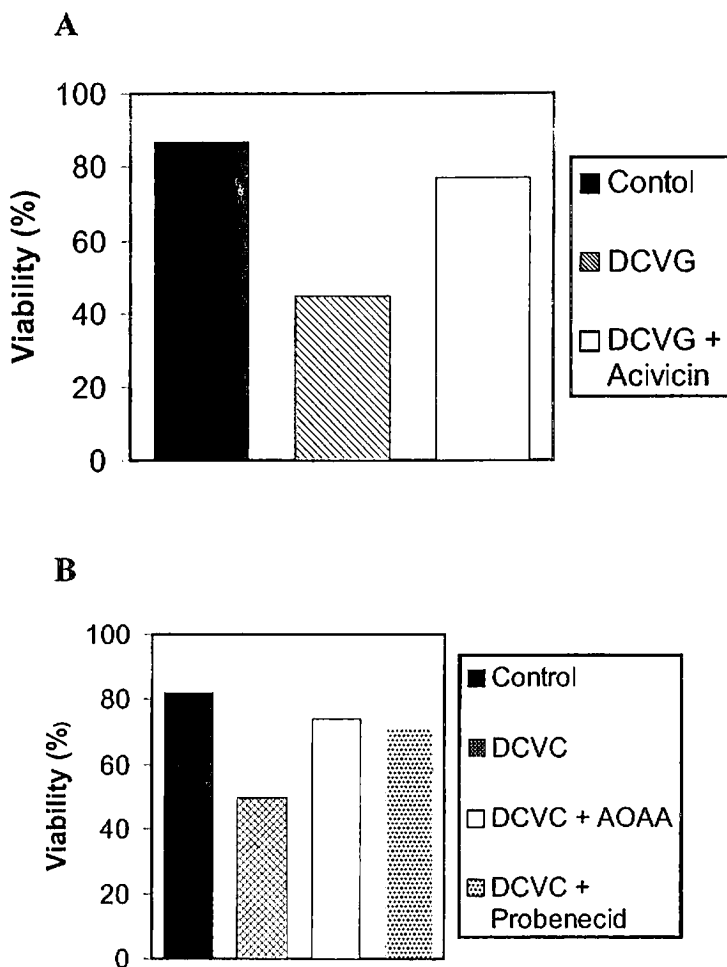 A
100
80
60
40
20
0
Viability (%)
Contol
DCVG
DCVG +
Acivicin
B
100
80
60
40
20
0
Viability (%)
Control
DCVC
DCVC + AOAA
DCVC +
Probenecid